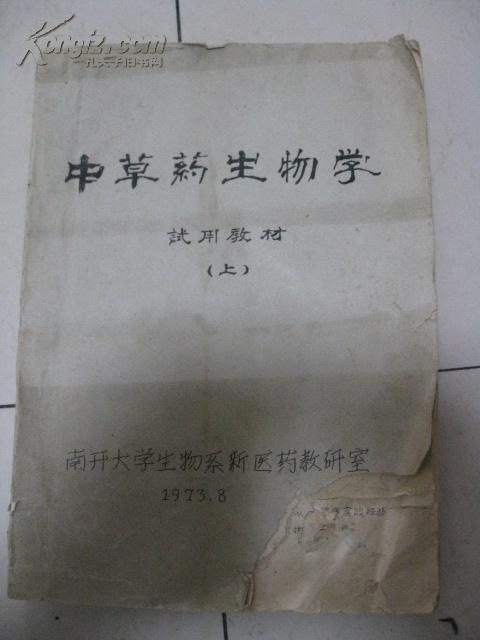 Kongfz.com
孔夫子旧书网
中草药生物学
試用教材
(上)
南开大学生物系新医药教研室
1973.8